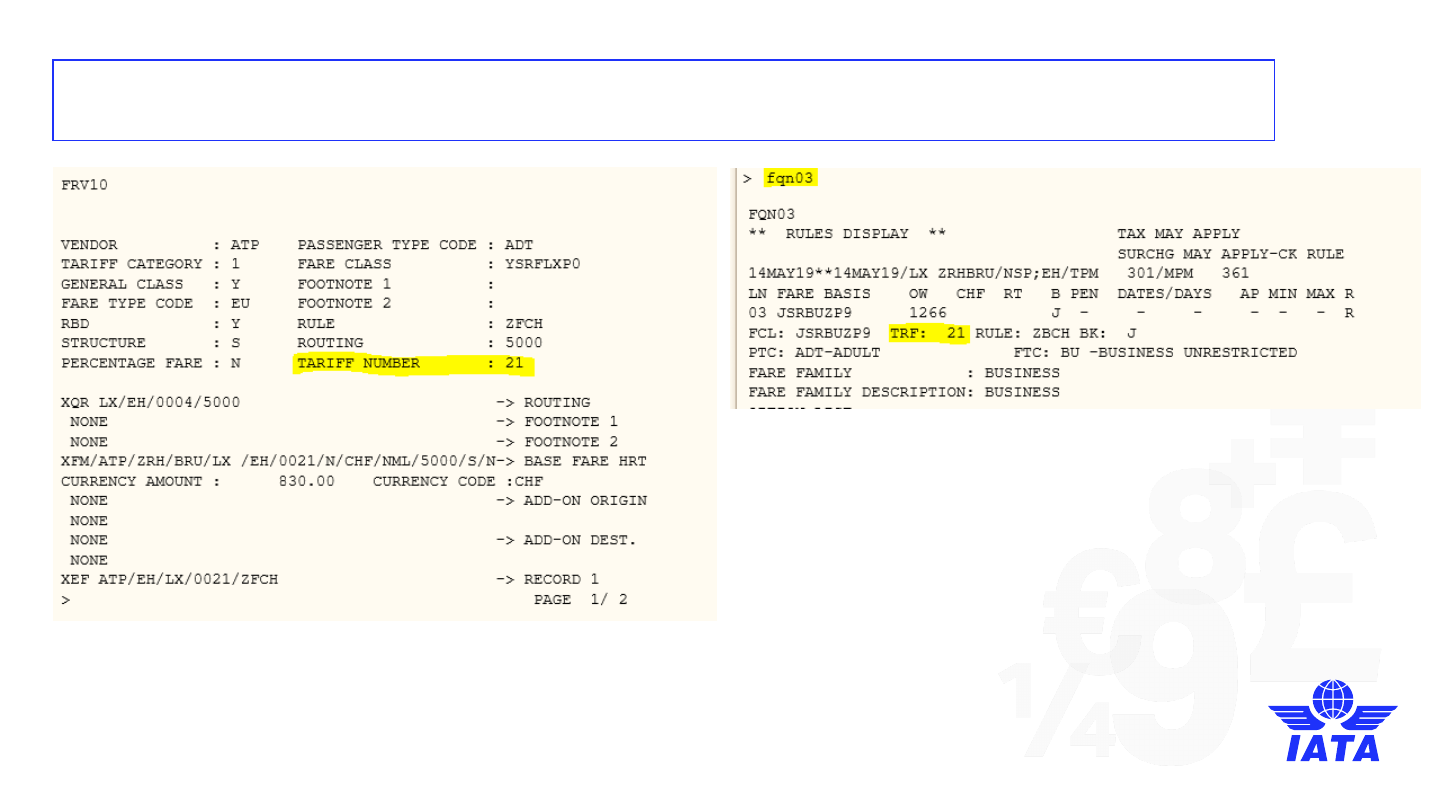 FRV10
VENDOR : ATP PASSENGER TYPE CODE : ADT
TARIFF CATEGORY : 1 FARE CLASS : YSRFLXP0
GENERAL CLASS : Y FOOTNOTE 1 :
FARE TYPE CODE : EU FOOTNOTE 2 :
RBD : Y RULE : ZFCH
STRUCTURE : S ROUTING : 5000
PERCENTAGE FARE : N TARIFF NUMBER : 21
XQR LX/EH/0004/5000 -> ROUTING
NONE -> FOOTNOTE 1
NONE -> FOOTNOTE 2
XFM/ATP/ZRH/BRU/LX /EH/0021/N/CHF/NML/5000/S/N-> BASE FARE HRT
CURRENCY AMOUNT : 830.00 CURRENCY CODE :CHF
NONE -> ADD-ON ORIGIN
NONE
NONE -> ADD-ON DEST.
NONE
XEF ATP/EH/LX/0021/ZFCH -> RECORD 1
> PAGE 1/ 2
> fqn03
FQN03
** RULES DISPLAY ** TAX MAY APPLY
SURCHG MAY APPLY-CK RULE
14MAY19**14MAY19/LX ZRHBRU/NSP;EH/TPM 301/MPM 361
LN FARE BASIS OW CHF RT B PEN DATES/DAYS AP MIN MAX R
03 JSRBUZP9 1266 J - - - - - - R
FCL: JSRBUZP9 TRF: 21 RULE: ZBCH BK: J
PTC: ADT-ADULT FTC: BU -BUSINESS UNRESTRICTED
FARE FAMILY : BUSINESS
FARE FAMILY DESCRIPTION: BUSINESS
8
€
£
9
¼
IATA